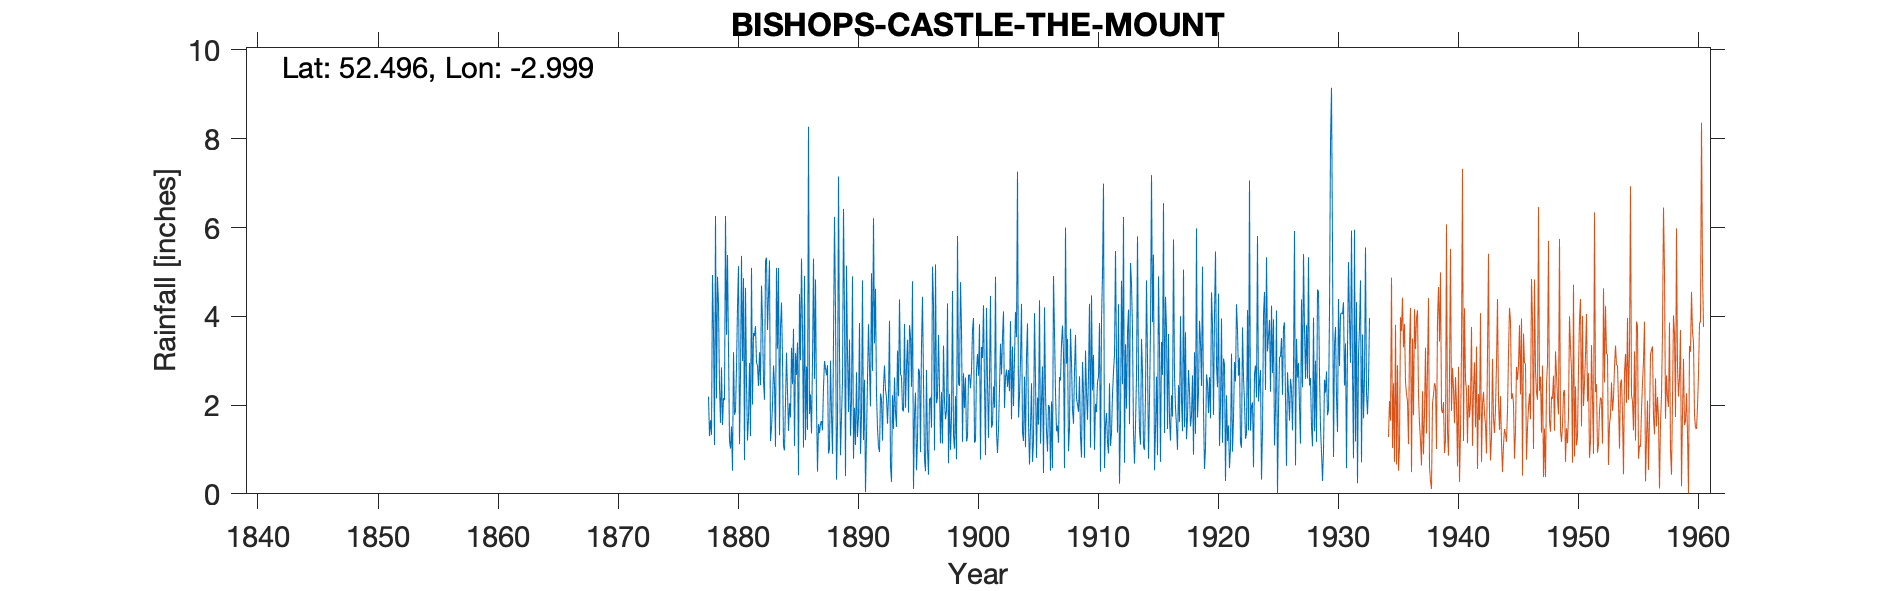 BISHOPS-CASTLE-THE-MOUNT
Lat: 52.496, Lon: -2.999
Rainfall [inches]
10
8
6
4
2
0
1840 1850 1860 1870 1880 1890 1900 1910 1920 1930 1940 1950 1960
Year